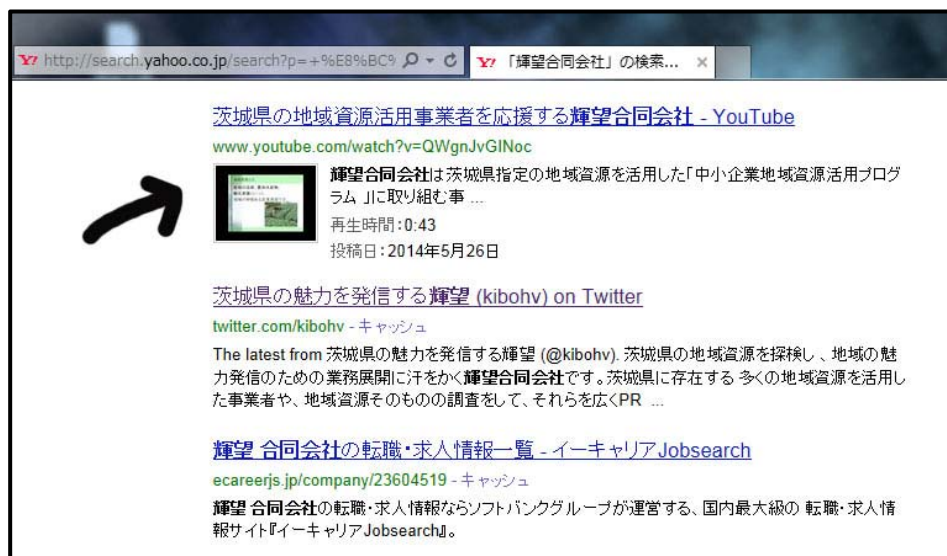 http://search.yahoo.co.jp/search?p=+%E8%BC%9
「輝望合同会社」の検索...
茨城県の地域資源活用事業者を応援する輝望合同会社 - YouTube
www.youtube.com/watch?v=QWgnJvGINoc
輝望合同会社は茨城県指定の地域資源を活用した「中小企業地域資源活用プログ
ラム 」に取り組む事 ...
再生時間:0:43
投稿日:2014年5月26日
茨城県の魅力を発信する輝望 (kibohv) on Twitter
twitter.com/kibohv - キャッシュ
The latest from 茨城県の魅力を発信する輝望 (@kibohv). 茨城県の地域資源を探検し 、地域の魅
力発信のための業務展開に汗をかく輝望合同会社です。茨城県に存在する 多くの地域資源を活用し
た事業者や、地域資源そのものの調査をして、それらを広くPR ...
輝望 合同会社の転職・求人情報一覧 - イーキャリアJobsearch
ecareerjs.jp/company/23604519 - キャッシュ
輝望 合同会社の転職・求人情報ならソフトバンクグループが運営する、国内最大級の 転職・求人情
報サイト『イーキャリアJobsearch』。